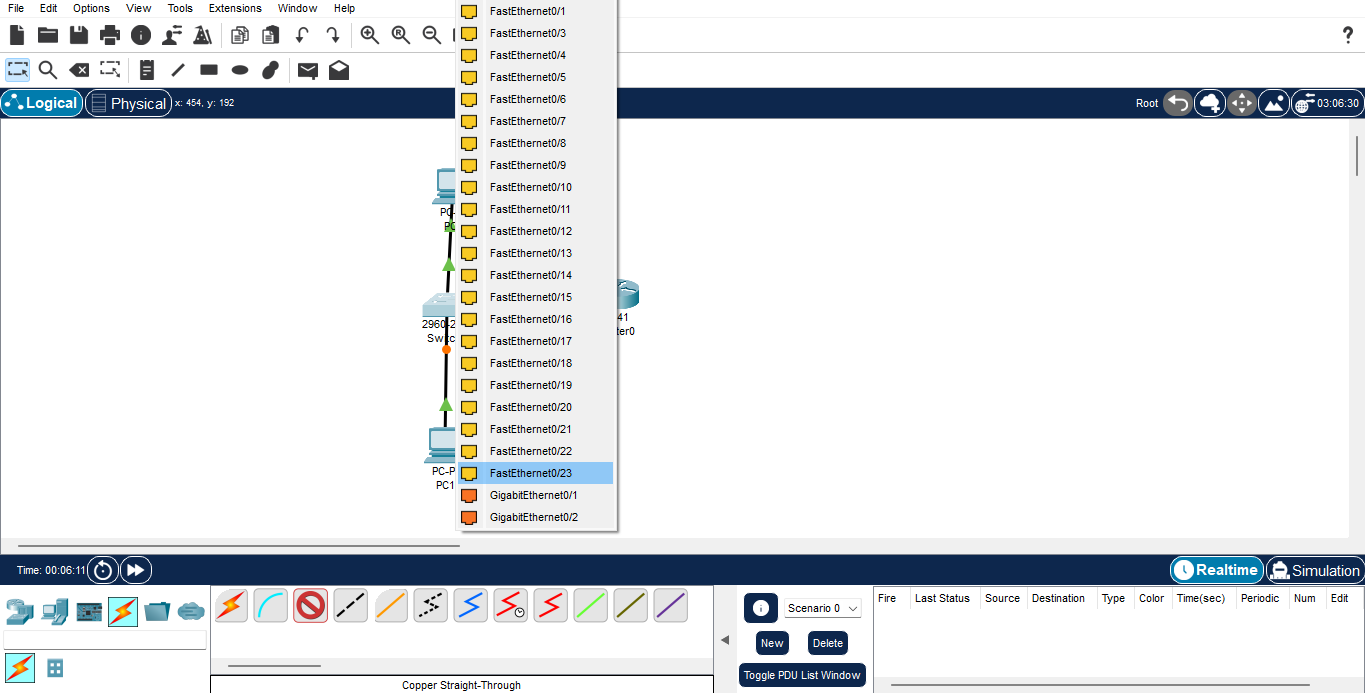 File Edit Options View Tools Extensions Window Help
FastEthernet0/1
FastEthernet0/3
FastEthernet0/4
FastEthernet0/5
FastEthernet0/6
FastEthernet0/7
FastEthernet0/8
FastEthernet0/9
FastEthernet0/10
FastEthernet0/11
FastEthernet0/12
FastEthernet0/13
FastEthernet0/14
FastEthernet0/15
FastEthernet0/16
FastEthernet0/17
FastEthernet0/18
FastEthernet0/19
FastEthernet0/20
FastEthernet0/21
FastEthernet0/22
FastEthernet0/23
GigabitEthernet0/1
GigabitEthernet0/2
?
Logical Physical x: 454, y: 192 Root 03:06:30
PC-
PC
2960-2
Switc
41
ter0
PC-P
PC1
Time: 00:06:11 Realtime Simulation
Scenario 0
New Delete
Toggle PDU List Window
Fire Last Status Source Destination Type Color Time(sec) Periodic Num Edit
Copper Straight-Through